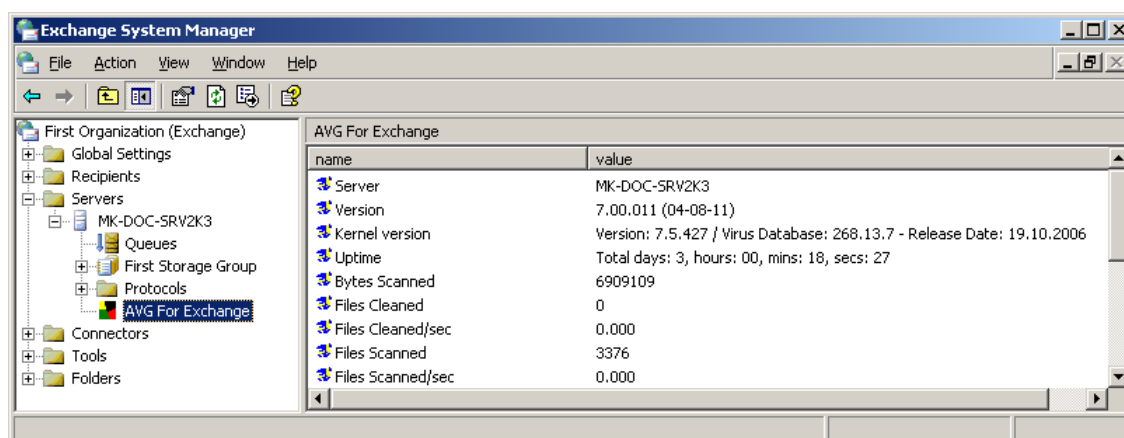 Exchange System Manager
File Action View Window Help
First Organization (Exchange)
Global Settings
Recipients
Servers
MK-DOC-SRV2K3
Queues
First Storage Group
Protocols
AVG For Exchange
Connectors
Tools
Folders
AVG For Exchange
name value
Server MK-DOC-SRV2K3
Version 7.00.011 (04-08-11)
Kernel version Version: 7.5.427 / Virus Database: 268.13.7 - Release Date: 19.10.2006
Uptime Total days: 3, hours: 00, mins: 18, secs: 27
Bytes Scanned 6909109
Files Cleaned 0
Files Cleaned/sec 0.000
Files Scanned 3376
Files Scanned/sec 0.000